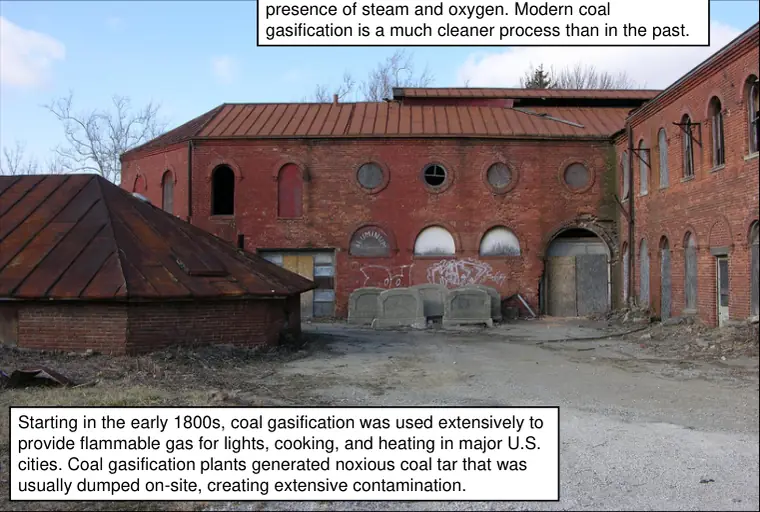 presence of steam and oxygen. Modern coal
gasification is a much cleaner process than in the past.
ALUMINUM
Starting in the early 1800s, coal gasification was used extensively to
provide flammable gas for lights, cooking, and heating in major U.S.
cities. Coal gasification plants generated noxious coal tar that was
usually dumped on-site, creating extensive contamination.